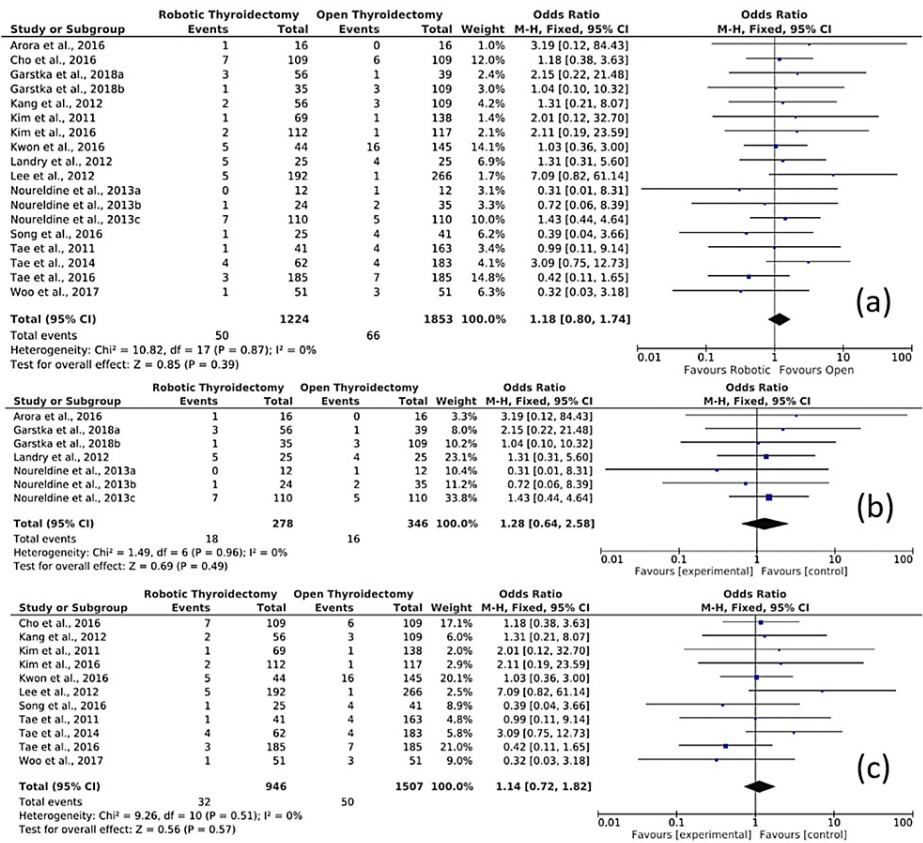 Robotic Thyroidectomy Open Thyroidectomy Odds Ratio Odds Ratio
Study or Subgroup Events Total Events Total Weight M-H, Fixed, 95% CI M-H, Fixed, 95% CI
Arora et al., 2016 1 16 0 16 1.0% 3.19 [0.12, 84.43]
Cho et al., 2016 7 109 6 109 12.0% 1.18 [0.38, 3.63]
Garstka et al., 2018a 3 56 1 39 2.4% 2.15 [0.22, 21.48]
Garstka et al., 2018b 1 35 3 109 3.0% 1.04 [0.10, 10.32]
Kang et al., 2012 2 56 3 109 4.2% 1.31 [0.21, 8.07]
Kim et al., 2011 1 69 1 138 1.4% 2.01 [0.12, 32.70]
Kim et al., 2016 2 112 1 117 2.1% 2.11 [0.19, 23.59]
Kwon et al., 2016 5 44 16 145 14.1% 1.03 [0.36, 3.00]
Landry et al., 2012 5 25 4 25 6.9% 1.31 [0.31, 5.60]
Lee et al., 2012 5 192 1 266 1.7% 7.09 [0.82, 61.14]
Noureldine et al., 2013a 0 12 1 12 3.1% 0.31 [0.01, 8.31]
Noureldine et al., 2013b 1 24 2 35 3.3% 0.72 [0.06, 8.39]
Noureldine et al., 2013c 7 110 5 110 10.0% 1.43 [0.44, 4.64]
Song et al., 2016 1 25 4 41 6.2% 0.39 [0.04, 3.66]
Tae et al., 2011 1 41 4 163 3.4% 0.99 [0.11, 9.14]
Tae et al., 2014 4 62 4 183 4.1% 3.09 [0.75, 12.73]
Tae et al., 2016 3 185 7 185 14.8% 0.42 [0.11, 1.65]
Woo et al., 2017 1 51 3 51 6.3% 0.32 [0.03, 3.18]
(a)
Total (95% CI) 1224 1853 100.0% 1.18 [0.80, 1.74]
Total events 50 66
Heterogeneity: Chi² = 10.82, df = 17 (P = 0.87); I² = 0%
Test for overall effect: Z = 0.85 (P = 0.39)
0.01 0.1 1 10 100
Favours Robotic Favours Open
Robotic Thyroidectomy Open Thyroidectomy Odds Ratio Odds Ratio
Study or Subgroup Events Total Events Total Weight M-H, Fixed, 95% CI M-H, Fixed, 95% CI
Arora et al., 2016 1 16 0 16 3.3% 3.19 [0.12, 84.43]
Garstka et al., 2018a 3 56 1 39 8.0% 2.15 [0.22, 21.48]
Garstka et al., 2018b 1 35 3 109 10.2% 1.04 [0.10, 10.32]
Landry et al., 2012 5 25 4 25 23.1% 1.31 [0.31, 5.60]
Noureldine et al., 2013a 0 12 1 12 10.4% 0.31 [0.01, 8.31]
Noureldine et al., 2013b 1 24 2 35 11.2% 0.72 [0.06, 8.39]
Noureldine et al., 2013c 7 110 5 110 33.8% 1.43 [0.44, 4.64]
(b)
Total (95% CI) 278 346 100.0% 1.28 [0.64, 2.58]
Total events 18 16
Heterogeneity: Chi² = 1.49, df = 6 (P = 0.96); I² = 0%
Test for overall effect: Z = 0.69 (P = 0.49)
0.01 0.1 1 10 100
Favours [experimental] Favours [control]
Robotic Thyroidectomy Open Thyroidectomy Odds Ratio Odds Ratio
Study or Subgroup Events Total Events Total Weight M-H, Fixed, 95% CI M-H, Fixed, 95% CI
Cho et al., 2016 7 109 6 109 17.1% 1.18 [0.38, 3.63]
Kang et al., 2012 2 56 3 109 6.0% 1.31 [0.21, 8.07]
Kim et al., 2011 1 69 1 138 2.0% 2.01 [0.12, 32.70]
Kim et al., 2016 2 112 1 117 2.9% 2.11 [0.19, 23.59]
Kwon et al., 2016 5 44 16 145 20.1% 1.03 [0.36, 3.00]
Lee et al., 2012 5 192 1 266 2.5% 7.09 [0.82, 61.14]
Song et al., 2016 1 25 4 41 8.9% 0.39 [0.04, 3.66]
Tae et al., 2011 1 41 4 163 4.8% 0.99 [0.11, 9.14]
Tae et al., 2014 4 62 4 183 5.8% 3.09 [0.75, 12.73]
Tae et al., 2016 3 185 7 185 21.0% 0.42 [0.11, 1.65]
Woo et al., 2017 1 51 3 51 9.0% 0.32 [0.03, 3.18]
(c)
Total (95% CI) 946 1507 100.0% 1.14 [0.72, 1.82]
Total events 32 50
Heterogeneity: Chi² = 9.26, df = 10 (P = 0.51); I² = 0%
Test for overall effect: Z = 0.56 (P = 0.57)
0.01 0.1 1 10 100
Favours [experimental] Favours [control]